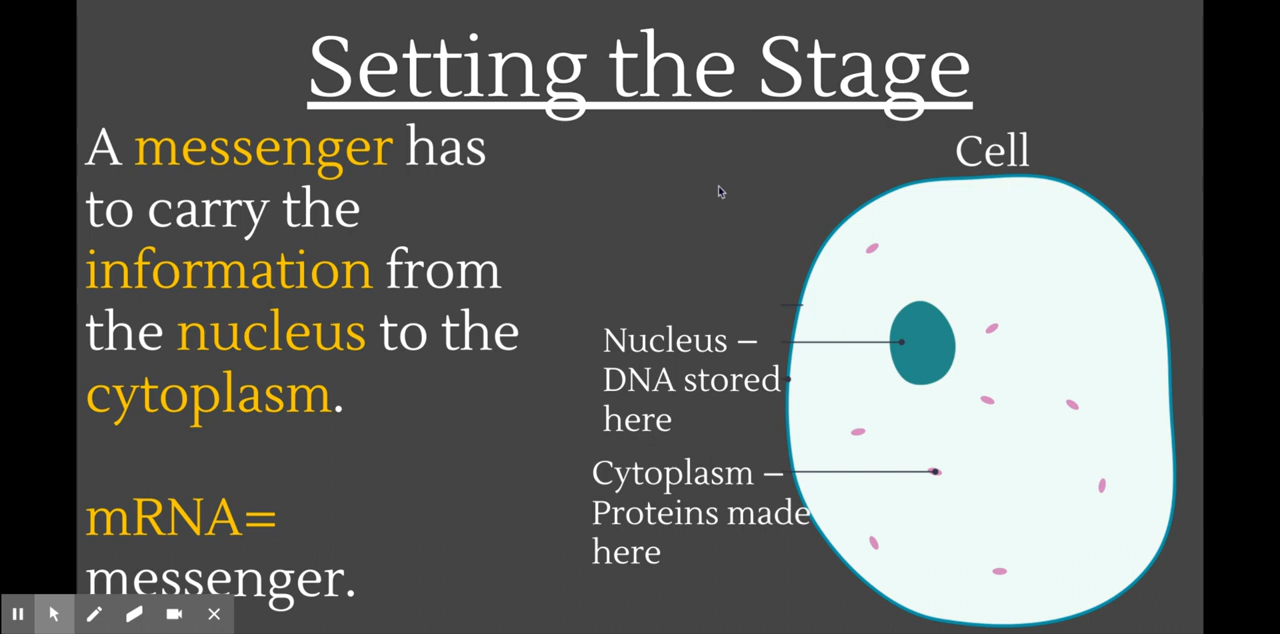 Setting the Stage
A messenger has
to carry the
information from
the nucleus to the
cytoplasm.
mRNA=
messenger.
Cell
Nucleus –
DNA stored
here
Cytoplasm –
Proteins made
here